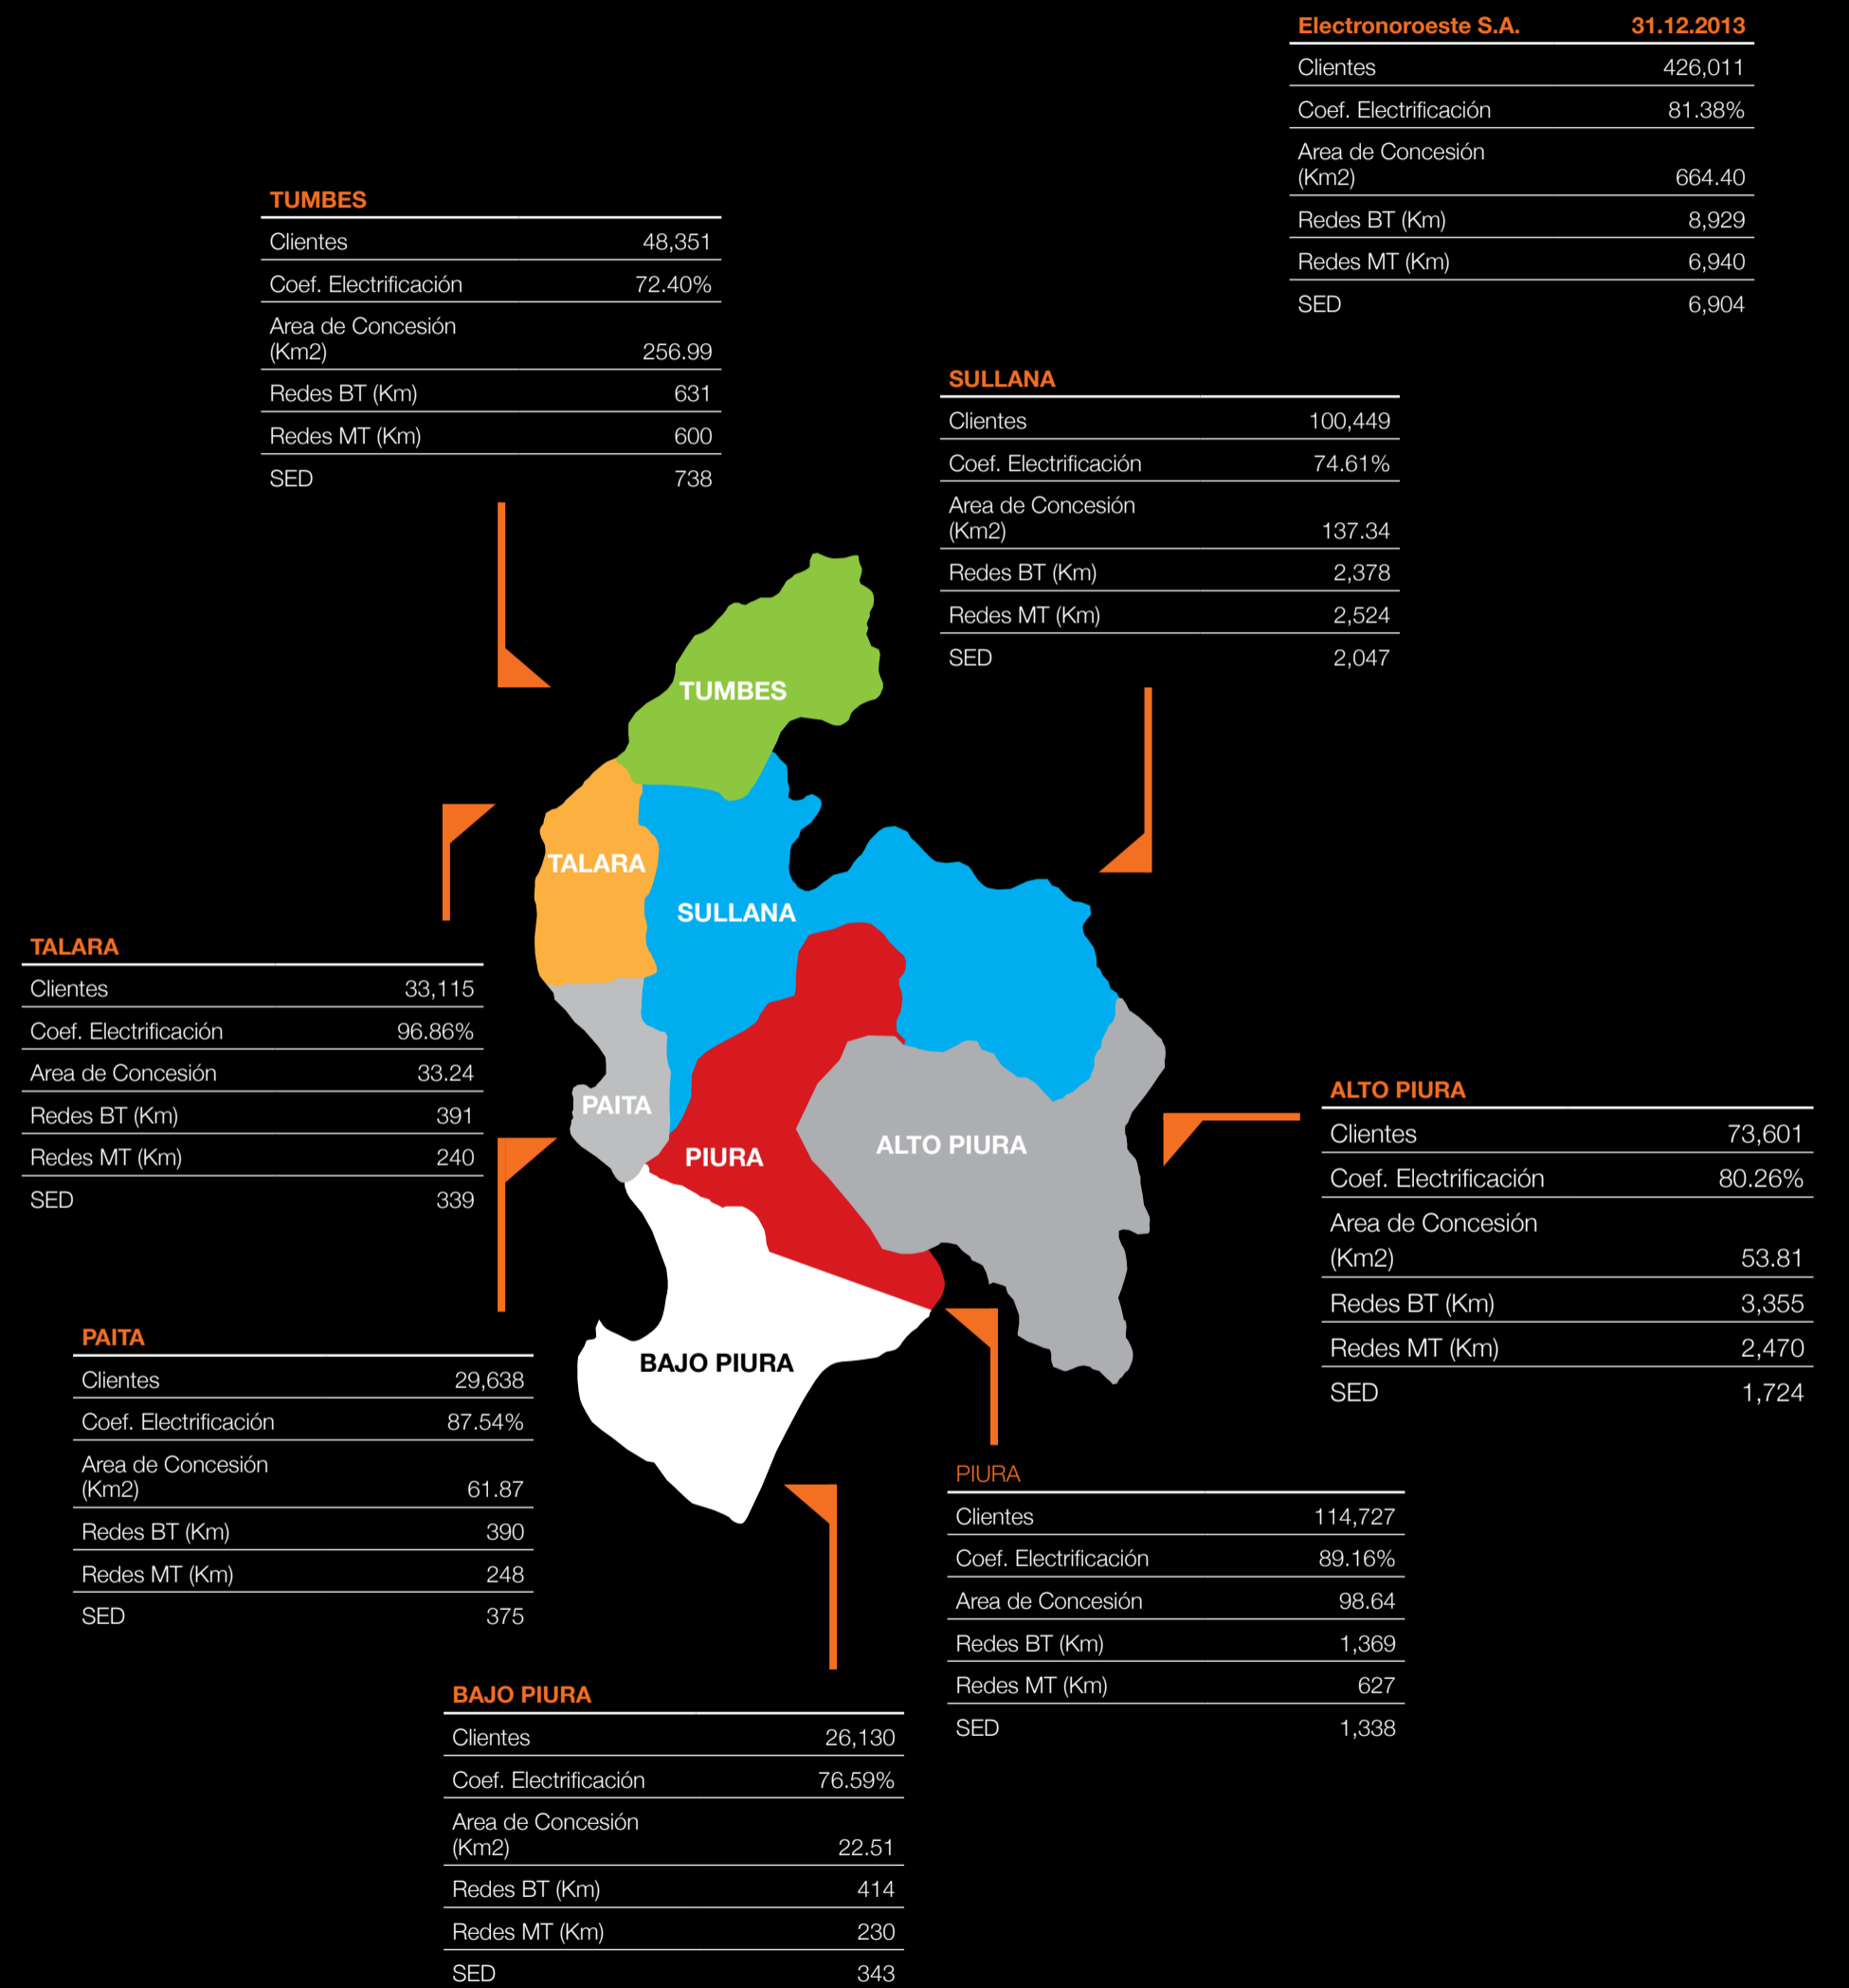 Electronoroeste S.A. 31.12.2013
Clientes 426,011
Coef. Electrificación 81.38%
Area de Concesión
(Km2) 664.40
Redes BT (Km) 8,929
Redes MT (Km) 6,940
SED 6,904
TUMBES
Clientes 48,351
Coef. Electrificación 72.40%
Area de Concesión
(Km2) 256.99
Redes BT (Km) 631
Redes MT (Km) 600
SED 738
SULLANA
Clientes 100,449
Coef. Electrificación 74.61%
Area de Concesión
(Km2) 137.34
Redes BT (Km) 2,378
Redes MT (Km) 2,524
SED 2,047
TUMBES
TALARA
SULLANA
PAITA
PIURA
ALTO PIURA
BAJO PIURA
TALARA
Clientes 33,115
Coef. Electrificación 96.86%
Area de Concesión 33.24
Redes BT (Km) 391
Redes MT (Km) 240
SED 339
ALTO PIURA
Clientes 73,601
Coef. Electrificación 80.26%
Area de Concesión
(Km2) 53.81
Redes BT (Km) 3,355
Redes MT (Km) 2,470
SED 1,724
PAITA
Clientes 29,638
Coef. Electrificación 87.54%
Area de Concesión
(Km2) 61.87
Redes BT (Km) 390
Redes MT (Km) 248
SED 375
PIURA
Clientes 114,727
Coef. Electrificación 89.16%
Area de Concesión 98.64
Redes BT (Km) 1,369
Redes MT (Km) 627
SED 1,338
BAJO PIURA
Clientes 26,130
Coef. Electrificación 76.59%
Area de Concesión
(Km2) 22.51
Redes BT (Km) 414
Redes MT (Km) 230
SED 343